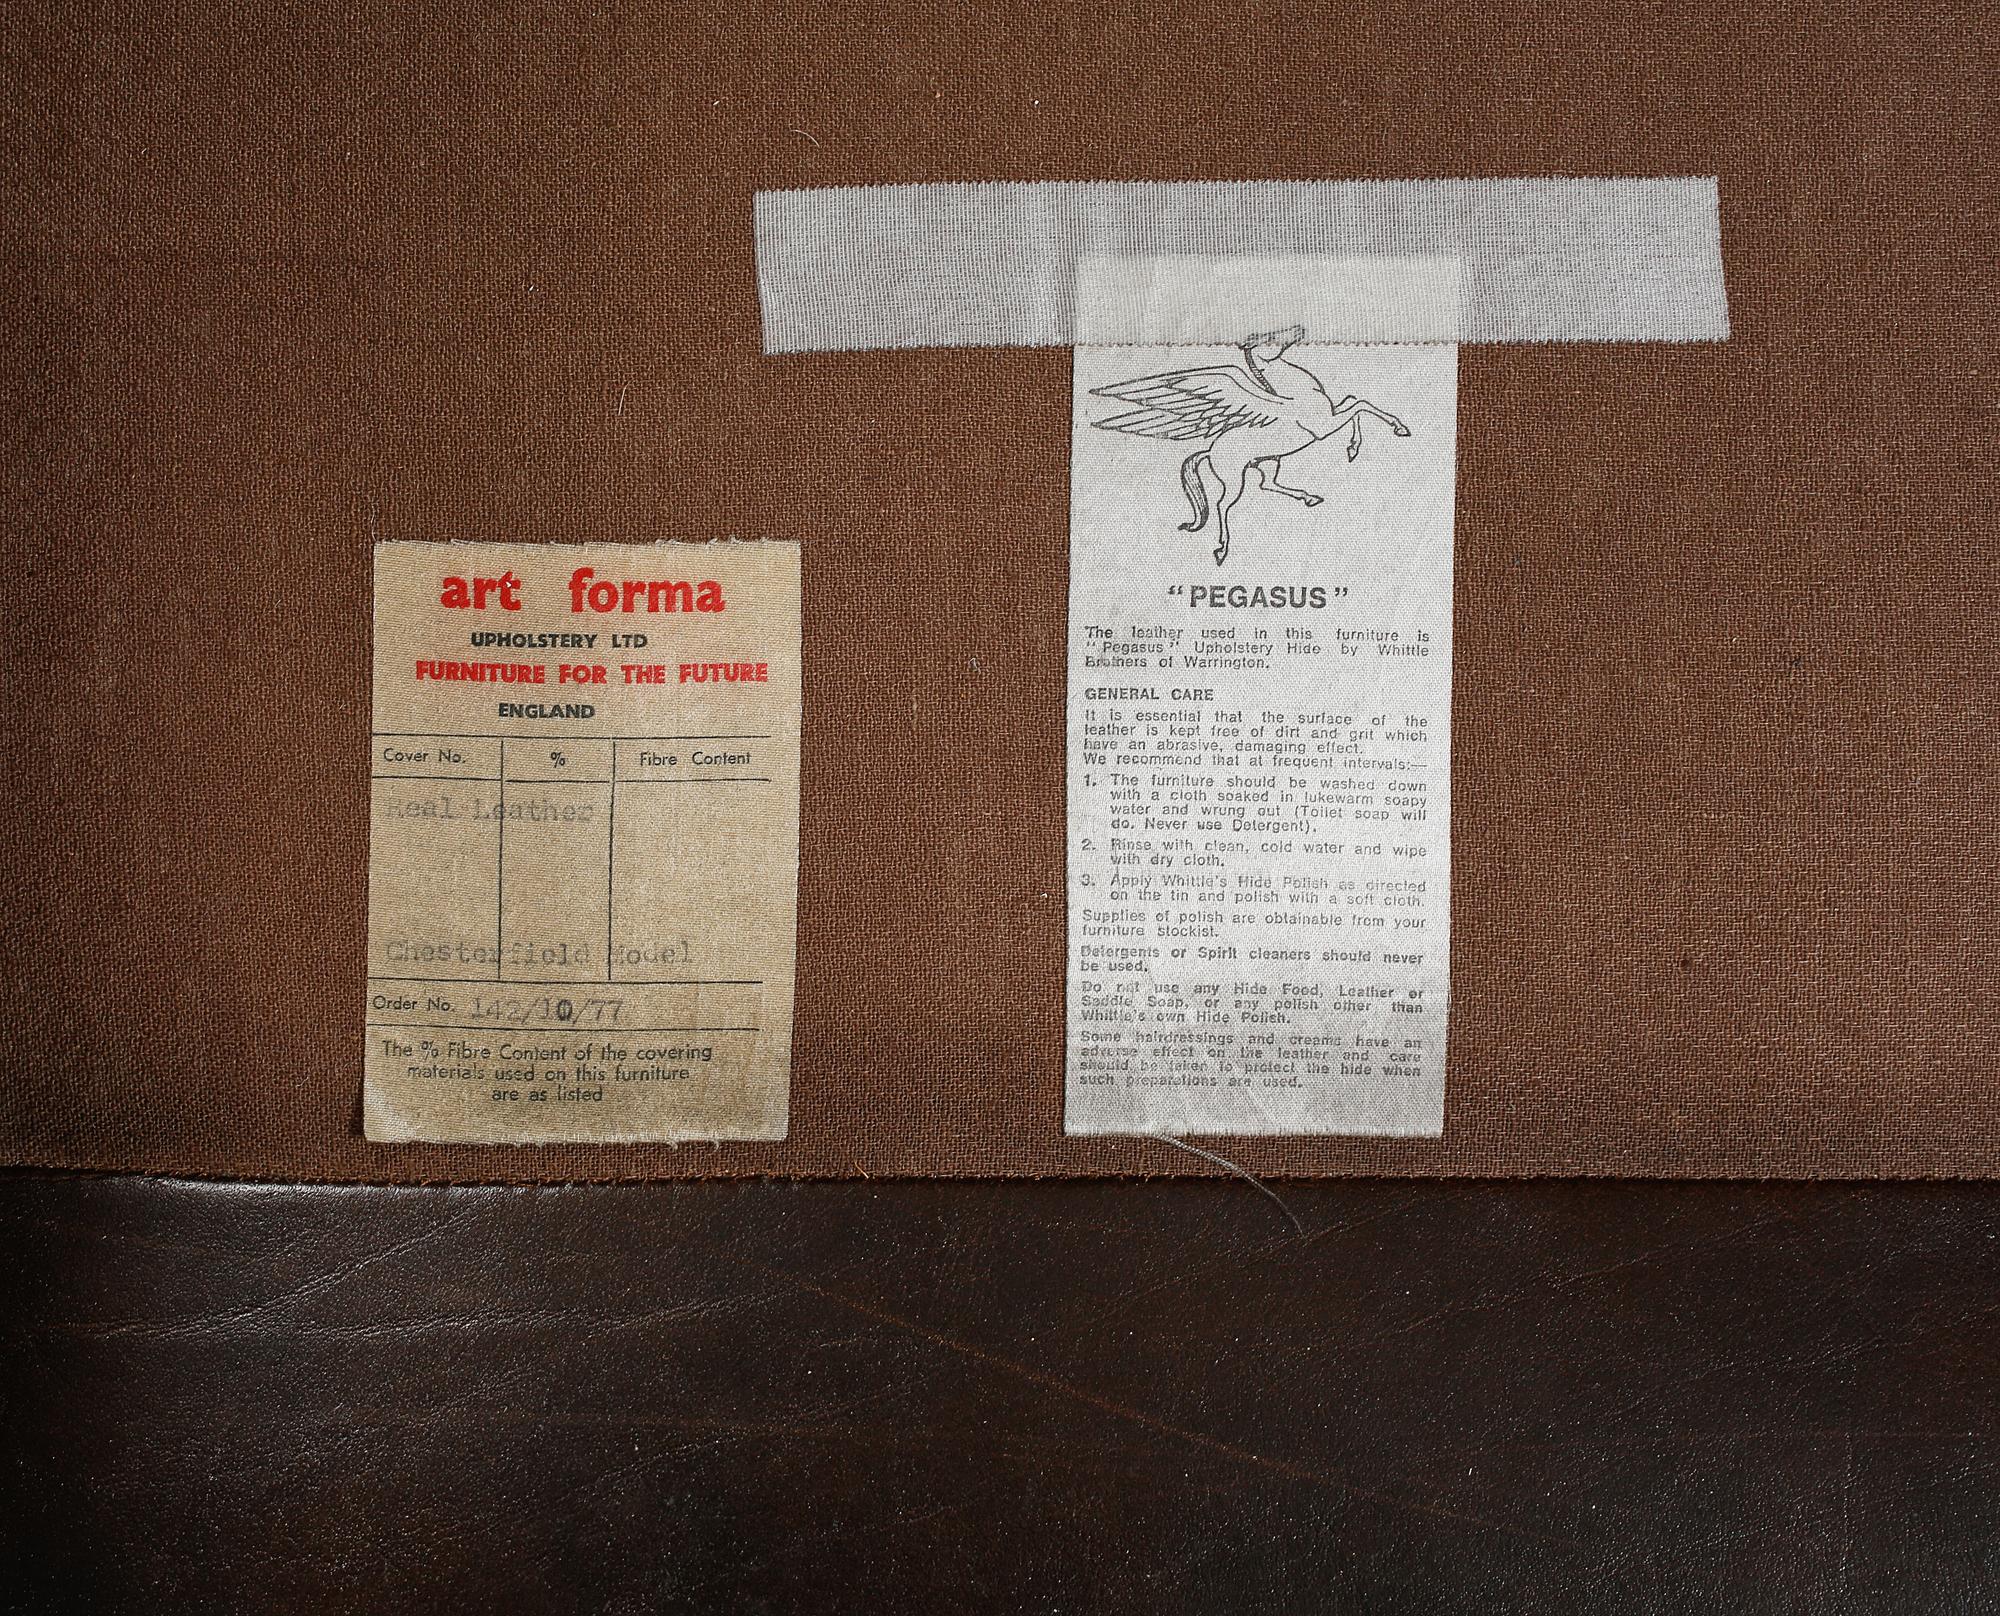 art forma
UPHOLSTERY LTD
FURNITURE FOR THE FUTURE
ENGLAND
Cover No. % Fibre Content
Real Leather
Chesterfield Model
Order No. 142/10/77
The % Fibre Content of the covering
materials used on this furniture
are as listed
“PEGASUS”
The leather used in this furniture is
“Pegasus” Upholstery Hide by Whittle
Brothers of Warrington.
GENERAL CARE
It is essential that the surface of the
leather is kept free of dirt and grit which
have an abrasive, damaging effect.
We recommend that at frequent intervals:—
1. The furniture should be washed down
with a cloth soaked in lukewarm soapy
water and wrung out (Toilet soap will
do. Never use Detergent).
2. Rinse with clean, cold water and wipe
with dry cloth.
3. Apply Whittle's Hide Polish as directed
on the tin and polish with a soft cloth.
Supplies of polish are obtainable from your
furniture stockist.
Detergents or Spirit cleaners should never
be used.
Do not use any Hide Food, Leather or
Saddle Soap, or any polish other than
Whittle's own Hide Polish.
Some hairdressings and creams have an
adverse effect on the leather and care
should be taken to protect the hide when
such preparations are used.